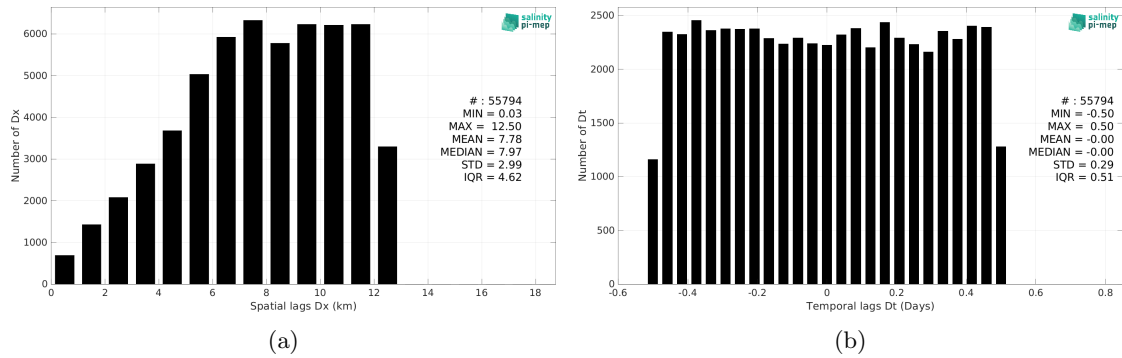 6000
5000
4000
3000
2000
1000
0
Number of Dx
0 2 4 6 8 10 12 14 16 18
Spatial lags Dx (km)
salinity
pi-mep
# : 55794
MIN = 0.03
MAX = 12.50
MEAN = 7.78
MEDIAN = 7.97
STD = 2.99
IQR = 4.62
(a)
2500
2000
1500
1000
500
0
Number of Dt
-0.6 -0.4 -0.2 0 0.2 0.4 0.6 0.8
Temporal lags Dt (Days)
salinity
pi-mep
# : 55794
MIN = -0.50
MAX = 0.50
MEAN = -0.00
MEDIAN = -0.00
STD = 0.29
IQR = 0.51
(b)